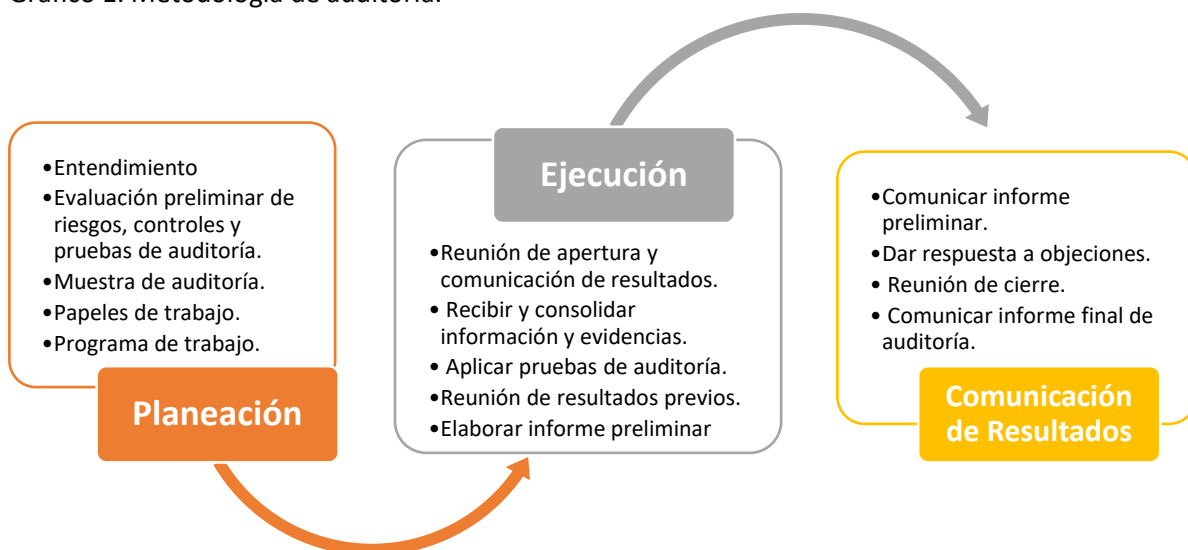 Gráfico 1. Metodología de auditoría.
•Entendimiento
•Evaluación preliminar de
riesgos, controles y
pruebas de auditoría.
•Muestra de auditoría.
•Papeles de trabajo.
•Programa de trabajo.
Planeación
Ejecución
•Reunión de apertura y
comunicación de resultados.
• Recibir y consolidar
información y evidencias.
• Aplicar pruebas de auditoría.
•Reunión de resultados previos.
•Elaborar informe preliminar
•Comunicar informe
preliminar.
•Dar respuesta a objeciones.
• Reunión de cierre.
• Comunicar informe final de
auditoría.
Comunicación
de Resultados